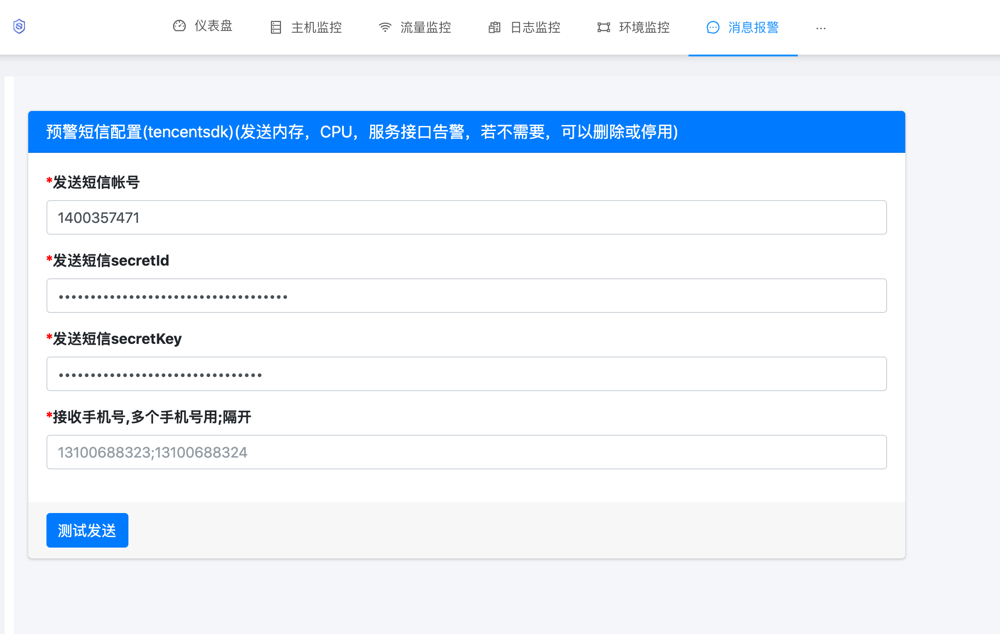 仪表盘 主机监控 流量监控 日志监控 环境监控 消息报警 ...
预警短信配置(tencentsdk)(发送内存，CPU，服务接口告警，若不需要，可以删除或停用)
*发送短信帐号
1400357471
*发送短信secretId
••••••••••••••••••••••••••••••••••••
*发送短信secretKey
••••••••••••••••••••••••••••••••
*接收手机号,多个手机号用;隔开
13100688323;13100688324
测试发送